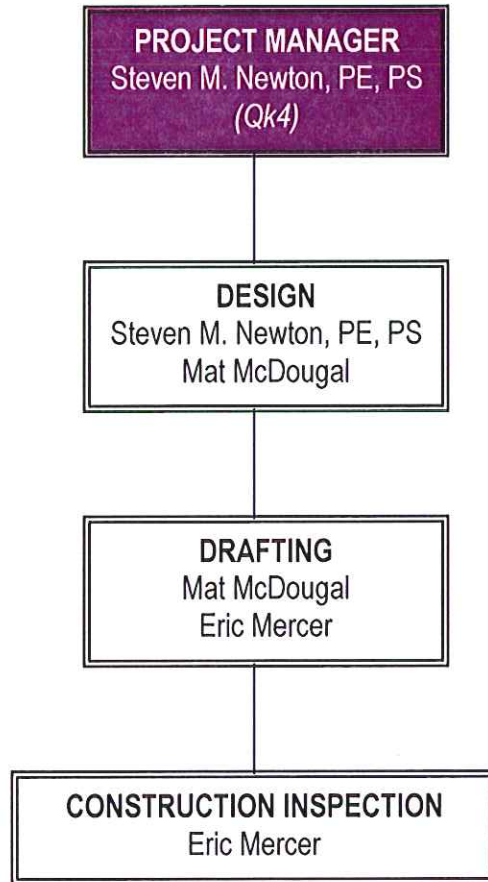 PROJECT MANAGER
Steven M. Newton, PE, PS
(Qk4)
DESIGN
Steven M. Newton, PE, PS
Mat McDougal
DRAFTING
Mat McDougal
Eric Mercer
CONSTRUCTION INSPECTION
Eric Mercer